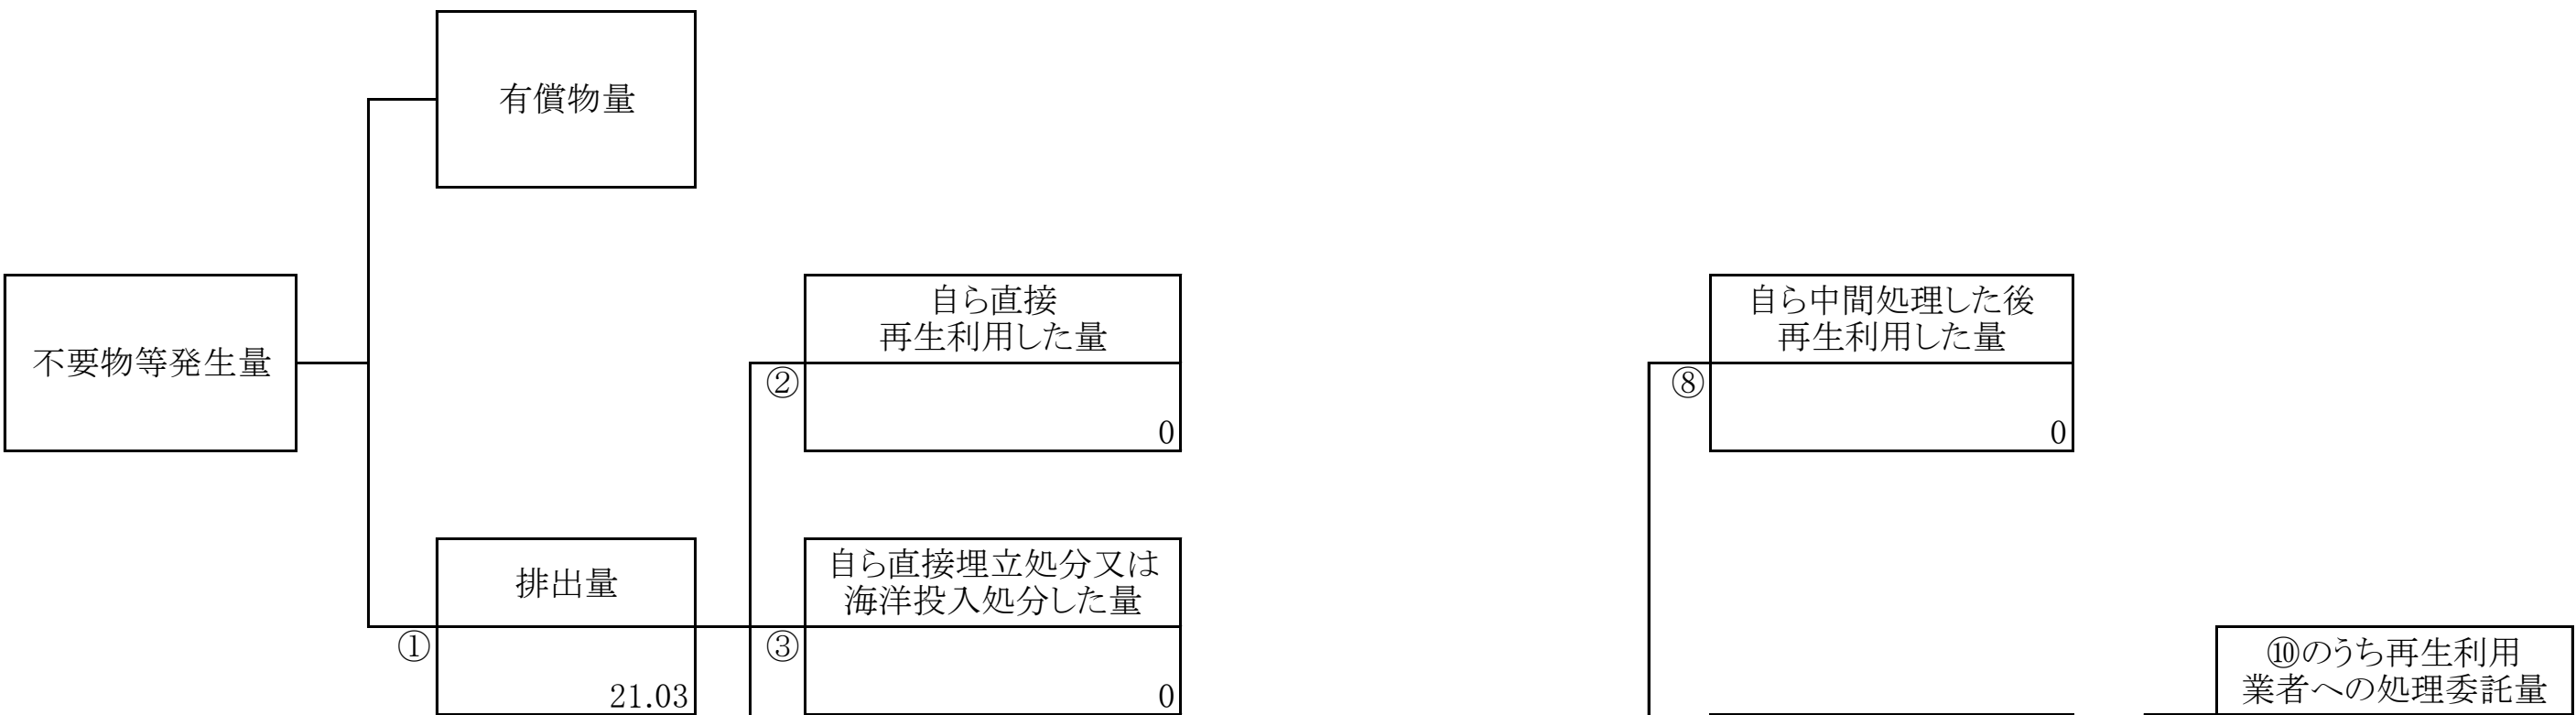 有償物量
不要物等発生量
自ら直接
再生利用した量
②
0
自ら中間処理した後
再生利用した量
⑧
0
排出量
①
21.03
自ら直接埋立処分又は
海洋投入処分した量
③
0
⑩のうち再生利用
業者への処理委託量